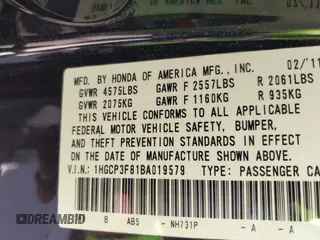 MFD. BY HONDA OF AMERICA MFG., INC. 02/11
GVWR 4575LBS GAWR F 2557LBS R 2061LBS
GVWR 2075KG GAWR F 1160KG R 935KG
THIS VEHICLE CONFORMS TO ALL APPLICABLE
FEDERAL MOTOR VEHICLE SAFETY, BUMPER,
AND THEFT PREVENTION STANDARDS IN EFFECT
ON THE DATE OF MANUFACTURE SHOWN ABOVE.
V.I.N: 1HGCP3F81BA019579 TYPE: PASSENGER CA
B AB5 - NH731P - A - A
DREAMBID